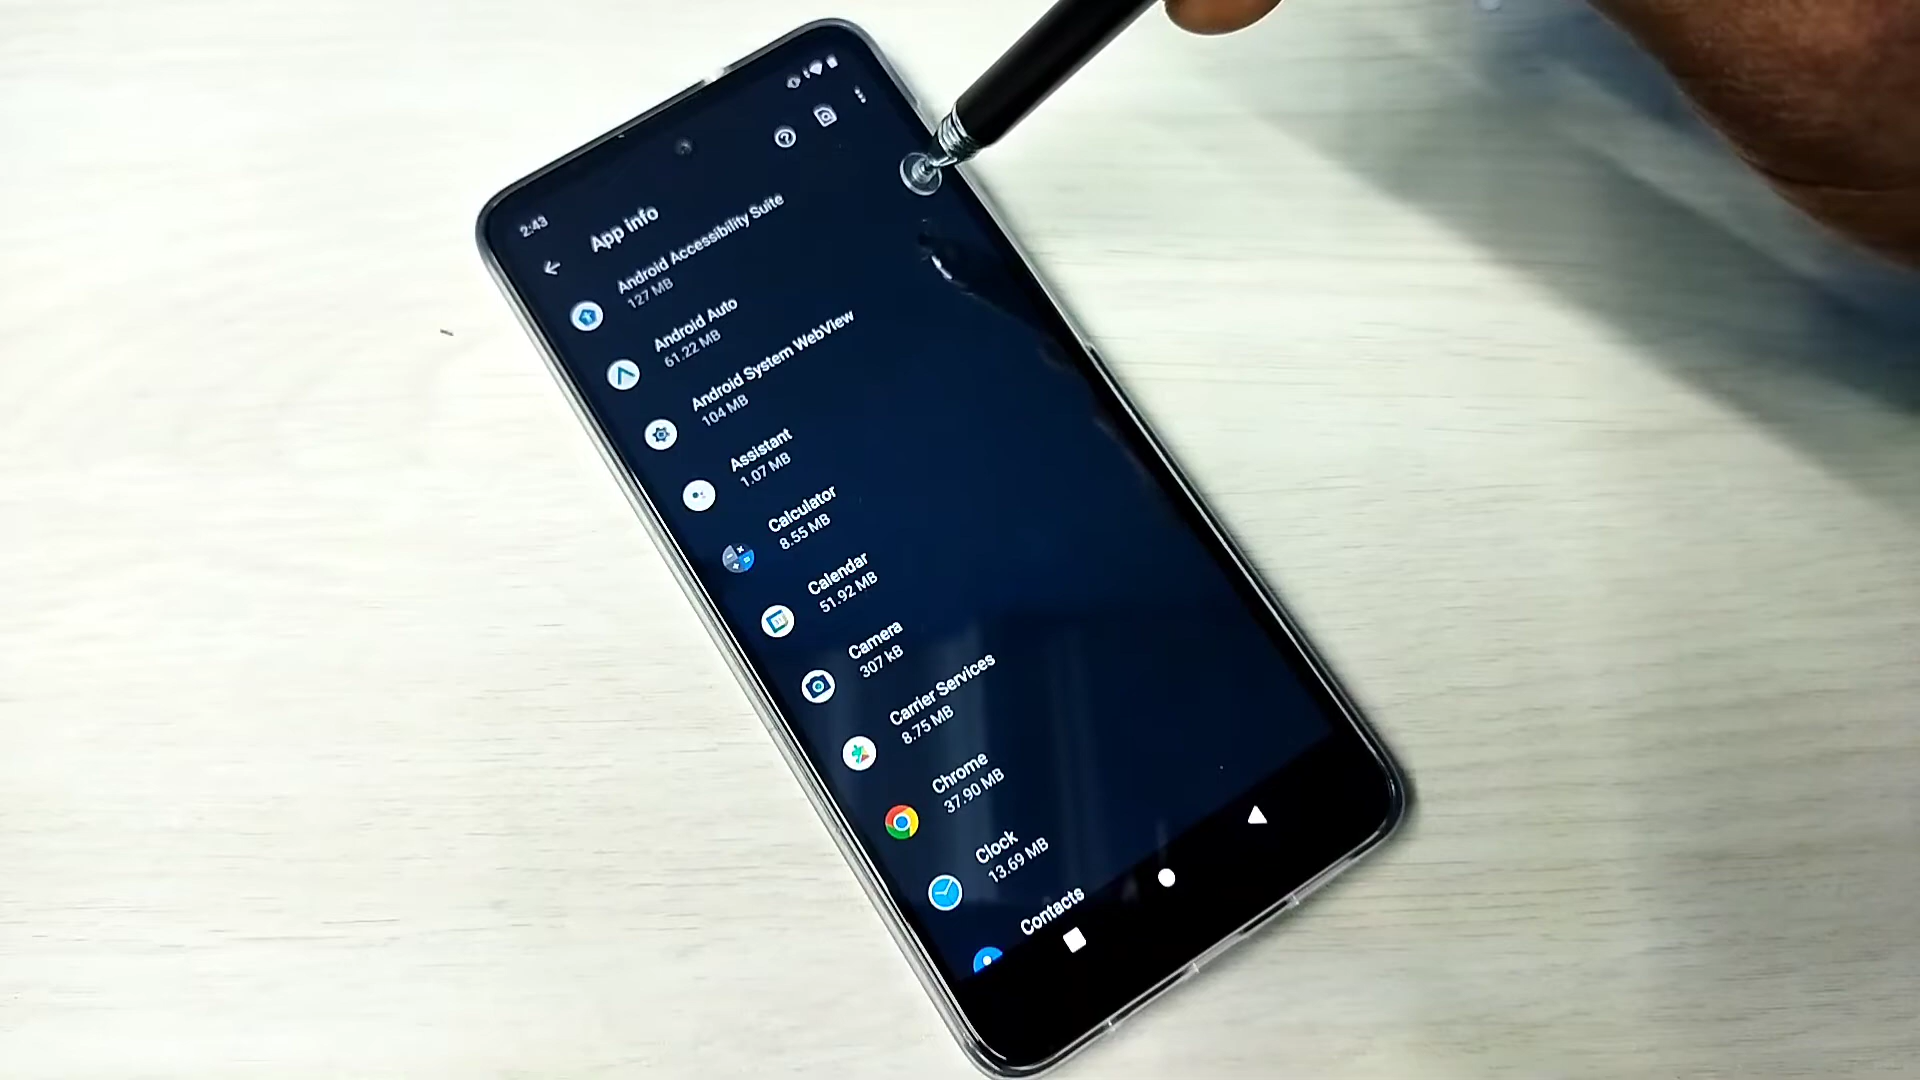 2:43
App info
Android Accessibility Suite
127 MB
Android Auto
61.22 MB
Android System WebView
104 MB
Assistant
1.07 MB
Calculator
8.55 MB
Calendar
51.92 MB
Camera
307 kB
Carrier Services
8.75 MB
Chrome
37.90 MB
Clock
13.69 MB
Contacts